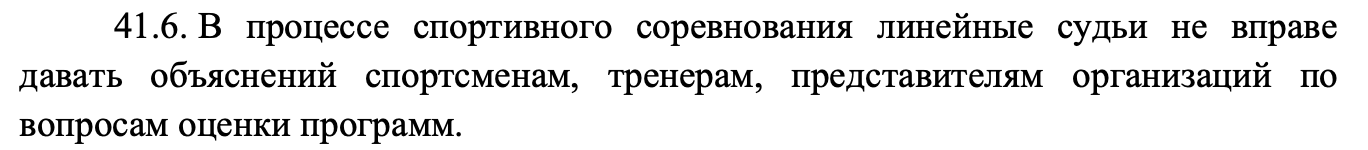 41.6. В процессе спортивного соревнования линейные судьи не вправе
давать объяснений спортсменам, тренерам, представителям организаций по
вопросам оценки программ.